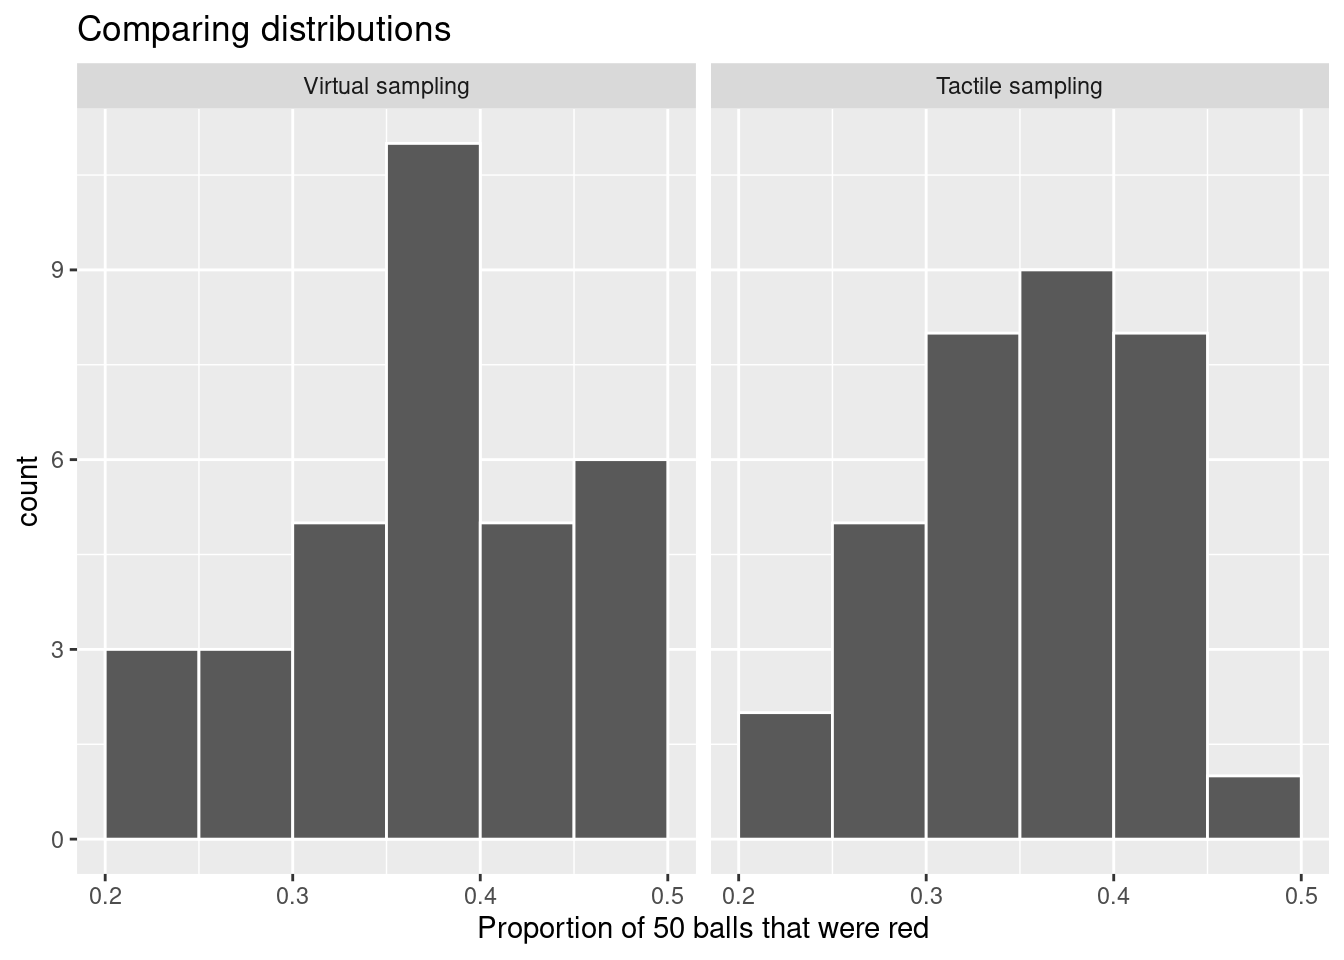 Comparing distributions
Virtual sampling
Tactile sampling
9
6
3
0
count
0.2 0.3 0.4 0.5
0.2 0.3 0.4 0.5
Proportion of 50 balls that were red